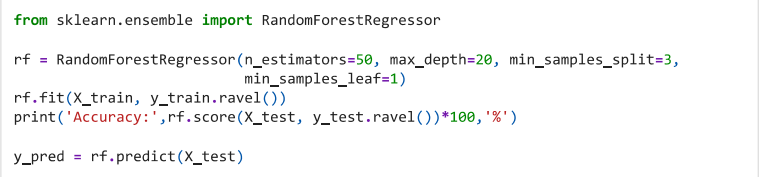 from sklearn.ensemble import RandomForestRegressor
rf = RandomForestRegressor(n_estimators=50, max_depth=20, min_samples_split=3,
                           min_samples_leaf=1)
rf.fit(X_train, y_train.ravel())
print('Accuracy:',rf.score(X_test, y_test.ravel())*100,'%')
y_pred = rf.predict(X_test)